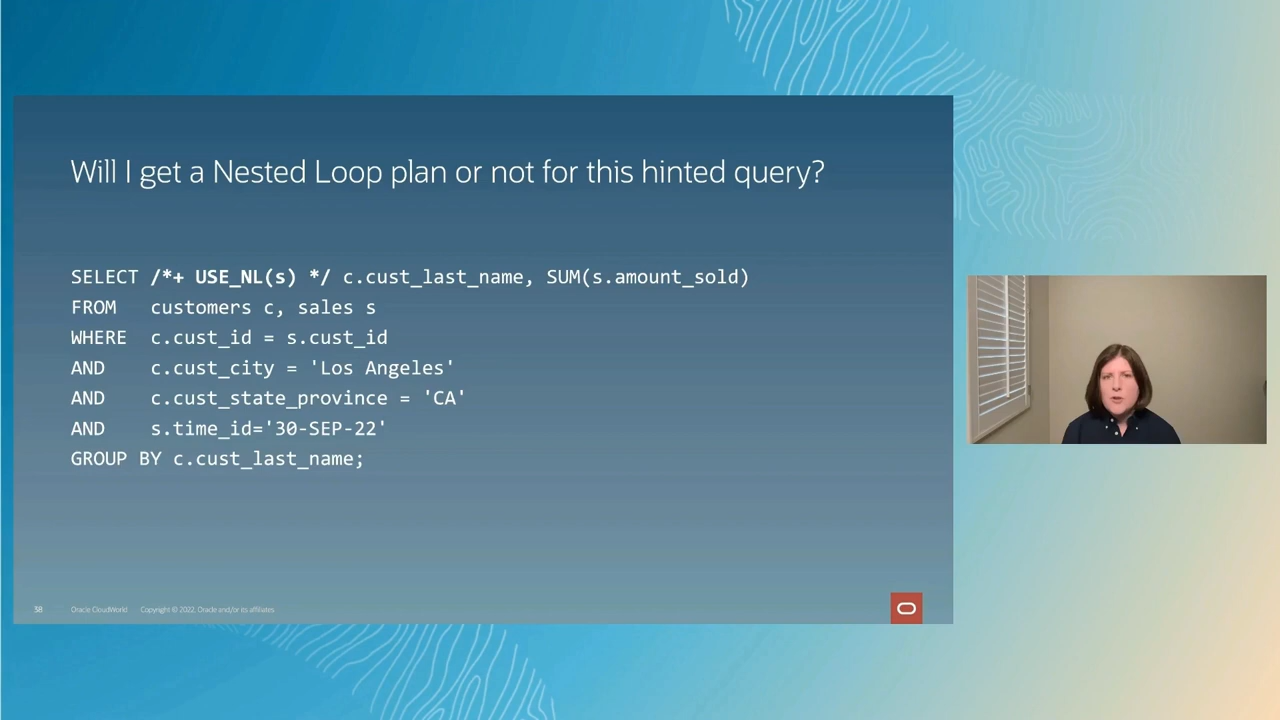 Will I get a Nested Loop plan or not for this hinted query?
SELECT /*+ USE_NL(s) */ c.cust_last_name, SUM(s.amount_sold)
FROM   customers c, sales s
WHERE  c.cust_id = s.cust_id
AND    c.cust_city = 'Los Angeles'
AND    c.cust_state_province = 'CA'
AND    s.time_id='30-SEP-22'
GROUP BY c.cust_last_name;
58 Oracle CloudWorld Copyright © 2022, Oracle and/or its affiliates